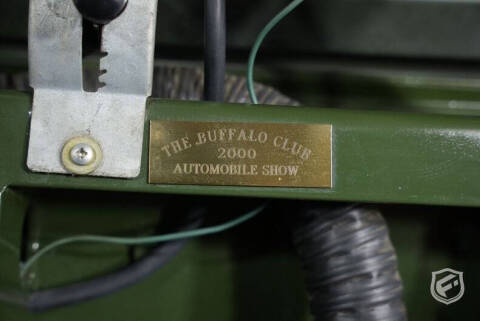 THE BUFFALO CLUB
2000
AUTOMOBILE SHOW